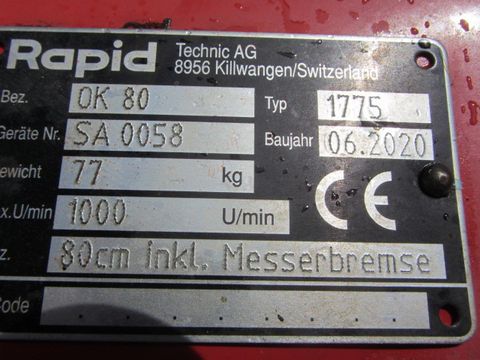 Rapid Technic AG
8956 Killwangen/Switzerland
Bez. OK 80 Typ 1775
Geräte Nr. SA 0058 Baujahr 06.2020
ewicht 77 kg
x.U/min 1000 U/min CE
z. 80cm inkl. Messerbremse
Code